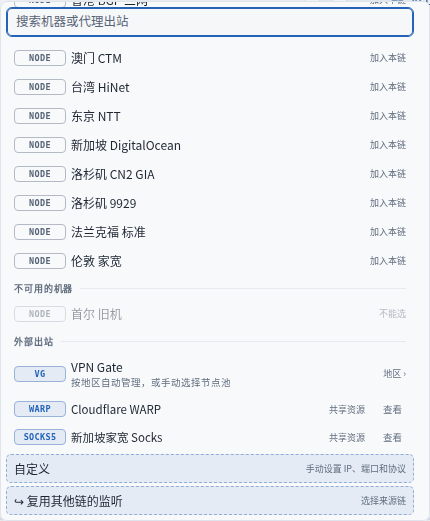 搜索机器或代理出站
NODE 澳门 CTM 加入本链
NODE 台湾 HiNet 加入本链
NODE 东京 NTT 加入本链
NODE 新加坡 DigitalOcean 加入本链
NODE 洛杉矶 CN2 GIA 加入本链
NODE 洛杉矶 9929 加入本链
NODE 法兰克福 标准 加入本链
NODE 伦敦 家宽 加入本链
不可用的机器
NODE 首尔 旧机 不能选
外部出站
VG VPN Gate 地区 ›
按地区自动管理，或手动选择节点池
WARP Cloudflare WARP 共享资源 查看
SOCKS5 新加坡家宽 Socks 共享资源 查看
自定义 手动设置 IP、端口和协议
↪ 复用其他链的监听 选择来源链